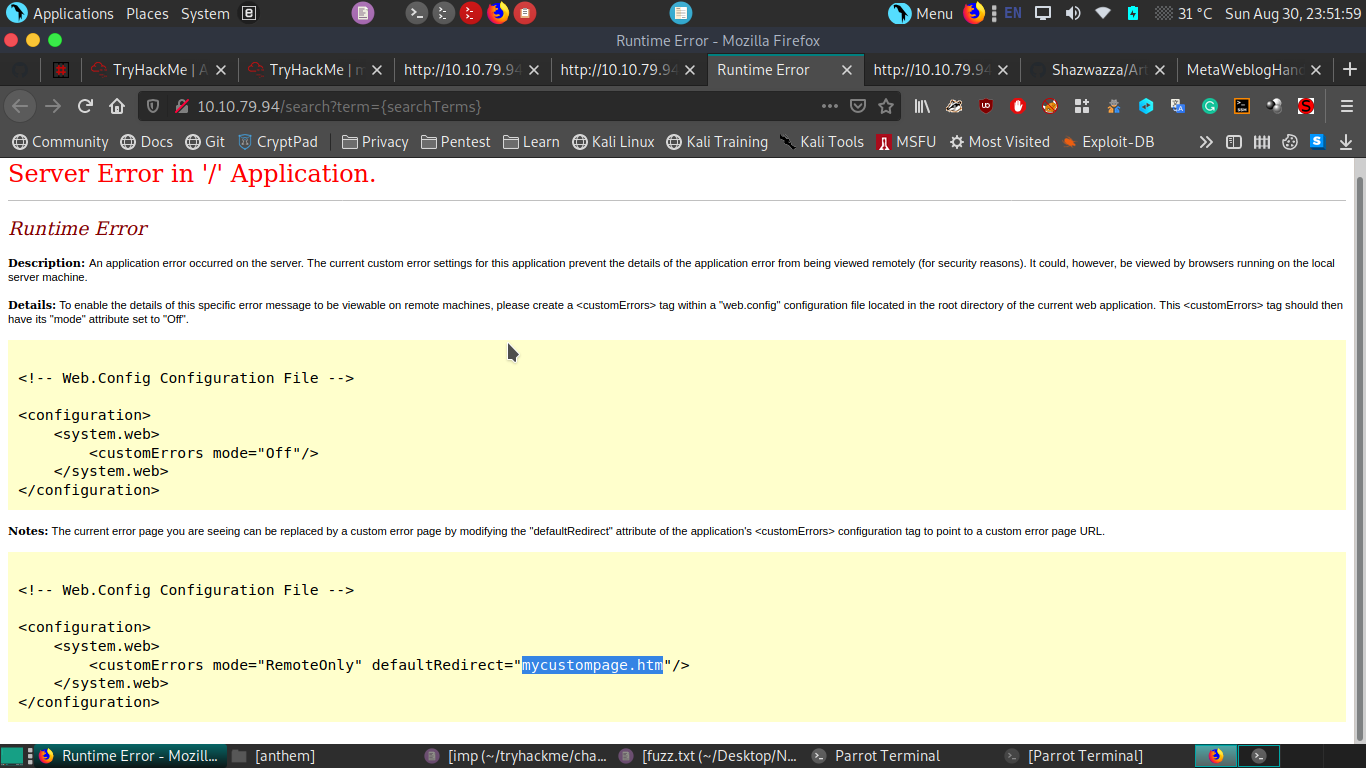 Applications Places System
Menu EN 31 °C Sun Aug 30, 23:51:59
Runtime Error - Mozilla Firefox
TryHackMe | A
TryHackMe | m
http://10.10.79.94
http://10.10.79.94
Runtime Error
http://10.10.79.94
Shazwazza/Art
MetaWeblogHand
10.10.79.94/search?term={searchTerms}
Community Docs Git CryptPad Privacy Pentest Learn Kali Linux Kali Training Kali Tools MSFU Most Visited Exploit-DB
Server Error in '/' Application.
Runtime Error
Description: An application error occurred on the server. The current custom error settings for this application prevent the details of the application error from being viewed remotely (for security reasons). It could, however, be viewed by browsers running on the local
server machine.
Details: To enable the details of this specific error message to be viewable on remote machines, please create a <customErrors> tag within a "web.config" configuration file located in the root directory of the current web application. This <customErrors> tag should then
have its "mode" attribute set to "Off".
<!-- Web.Config Configuration File -->
<configuration>
    <system.web>
        <customErrors mode="Off"/>
    </system.web>
</configuration>
Notes: The current error page you are seeing can be replaced by a custom error page by modifying the "defaultRedirect" attribute of the application's <customErrors> configuration tag to point to a custom error page URL.
<!-- Web.Config Configuration File -->
<configuration>
    <system.web>
        <customErrors mode="RemoteOnly" defaultRedirect="mycustompage.htm"/>
    </system.web>
</configuration>
Runtime Error - Mozill... [anthem] [imp (~/tryhackme/cha... [fuzz.txt (~/Desktop/N... Parrot Terminal [Parrot Terminal]